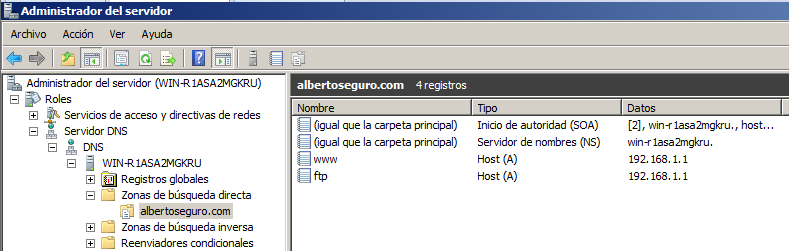 Administrador del servidor
Archivo Acción Ver Ayuda
Administrador del servidor (WIN-R1ASA2MGKRU)
Roles
Servicios de acceso y directivas de redes
Servidor DNS
DNS
WIN-R1ASA2MGKRU
Registros globales
Zonas de búsqueda directa
albertoseguro.com
Zonas de búsqueda inversa
Reenviadores condicionales
albertoseguro.com 4 registros
Nombre Tipo Datos
(igual que la carpeta principal) Inicio de autoridad (SOA) [2], win-r1asa2mgkru., host...
(igual que la carpeta principal) Servidor de nombres (NS) win-r1asa2mgkru.
www Host (A) 192.168.1.1
ftp Host (A) 192.168.1.1